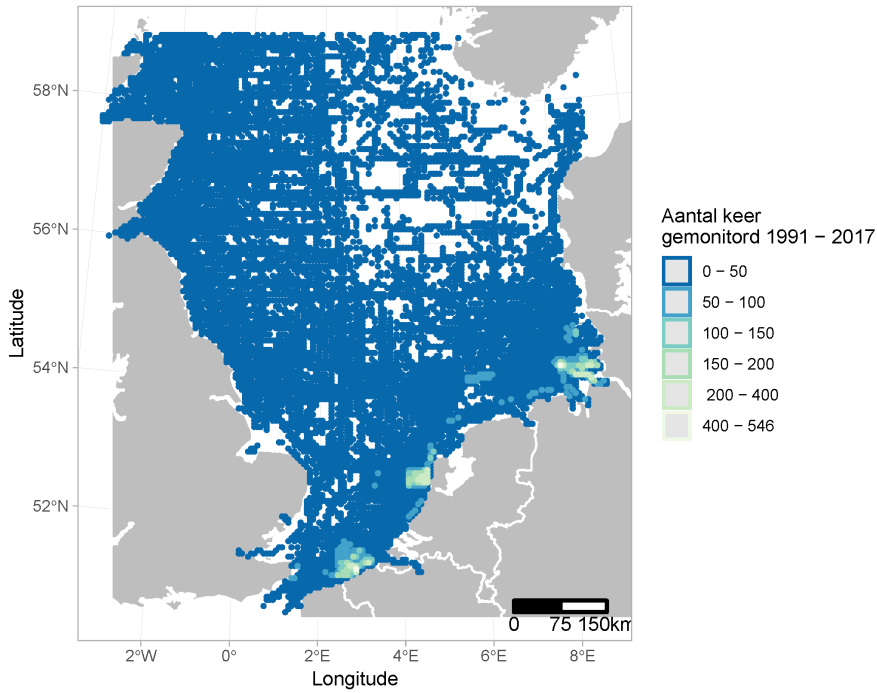 58°N
56°N
54°N
52°N
Latitude
2°W
0°
2°E
4°E
6°E
8°E
Longitude
0 75 150km
Aantal keer
gemonitord 1991 − 2017
0 − 50
50 − 100
100 − 150
150 − 200
200 − 400
400 − 546